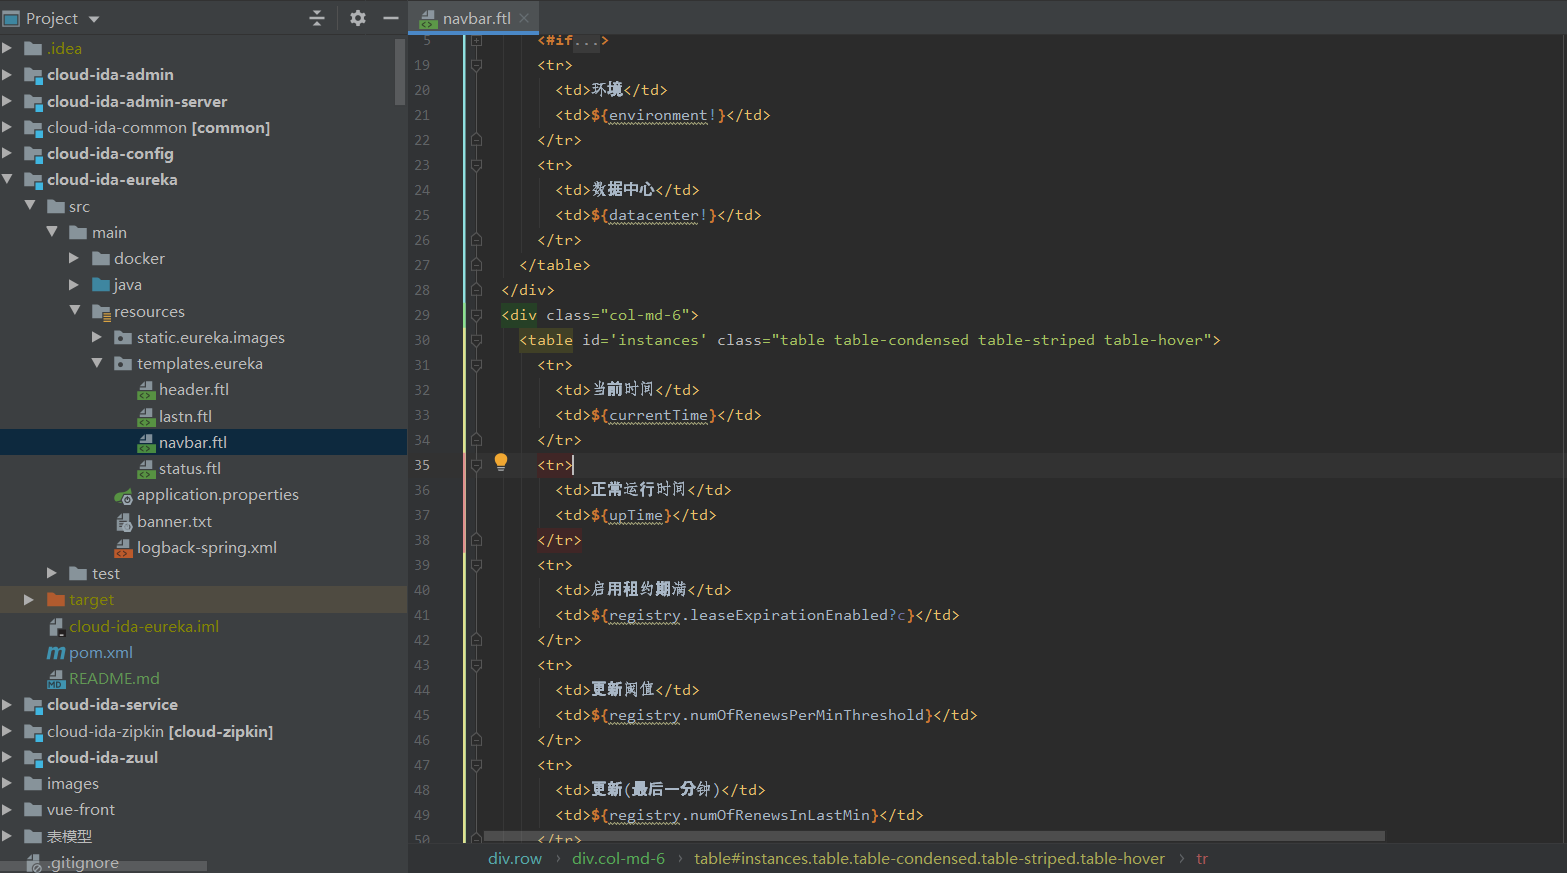 Project
.idea
cloud-ida-admin
cloud-ida-admin-server
cloud-ida-common [common]
cloud-ida-config
cloud-ida-eureka
src
main
docker
java
resources
static.eureka.images
templates.eureka
header.ftl
lastn.ftl
navbar.ftl
status.ftl
application.properties
banner.txt
logback-spring.xml
test
target
cloud-ida-eureka.iml
pom.xml
README.md
cloud-ida-service
cloud-ida-zipkin [cloud-zipkin]
cloud-ida-zuul
images
vue-front
表模型
.gitignore
navbar.ftl
5 <#if...>
19 <tr>
20 <td>环境</td>
21 <td>${environment!}</td>
22 </tr>
23 <tr>
24 <td>数据中心</td>
25 <td>${datacenter!}</td>
26 </tr>
27 </table>
28 </div>
29 <div class="col-md-6">
30 <table id='instances' class="table table-condensed table-striped table-hover">
31 <tr>
32 <td>当前时间</td>
33 <td>${currentTime}</td>
34 </tr>
35 <tr>
36 <td>正常运行时间</td>
37 <td>${upTime}</td>
38 </tr>
39 <tr>
40 <td>启用租约期满</td>
41 <td>${registry.leaseExpirationEnabled?c}</td>
42 </tr>
43 <tr>
44 <td>更新阈值</td>
45 <td>${registry.numOfRenewsPerMinThreshold}</td>
46 </tr>
47 <tr>
48 <td>更新(最后一分钟)</td>
49 <td>${registry.numOfRenewsInLastMin}</td>
50 </tr>
div.row › div.col-md-6 › table#instances.table.table-condensed.table-striped.table-hover › tr